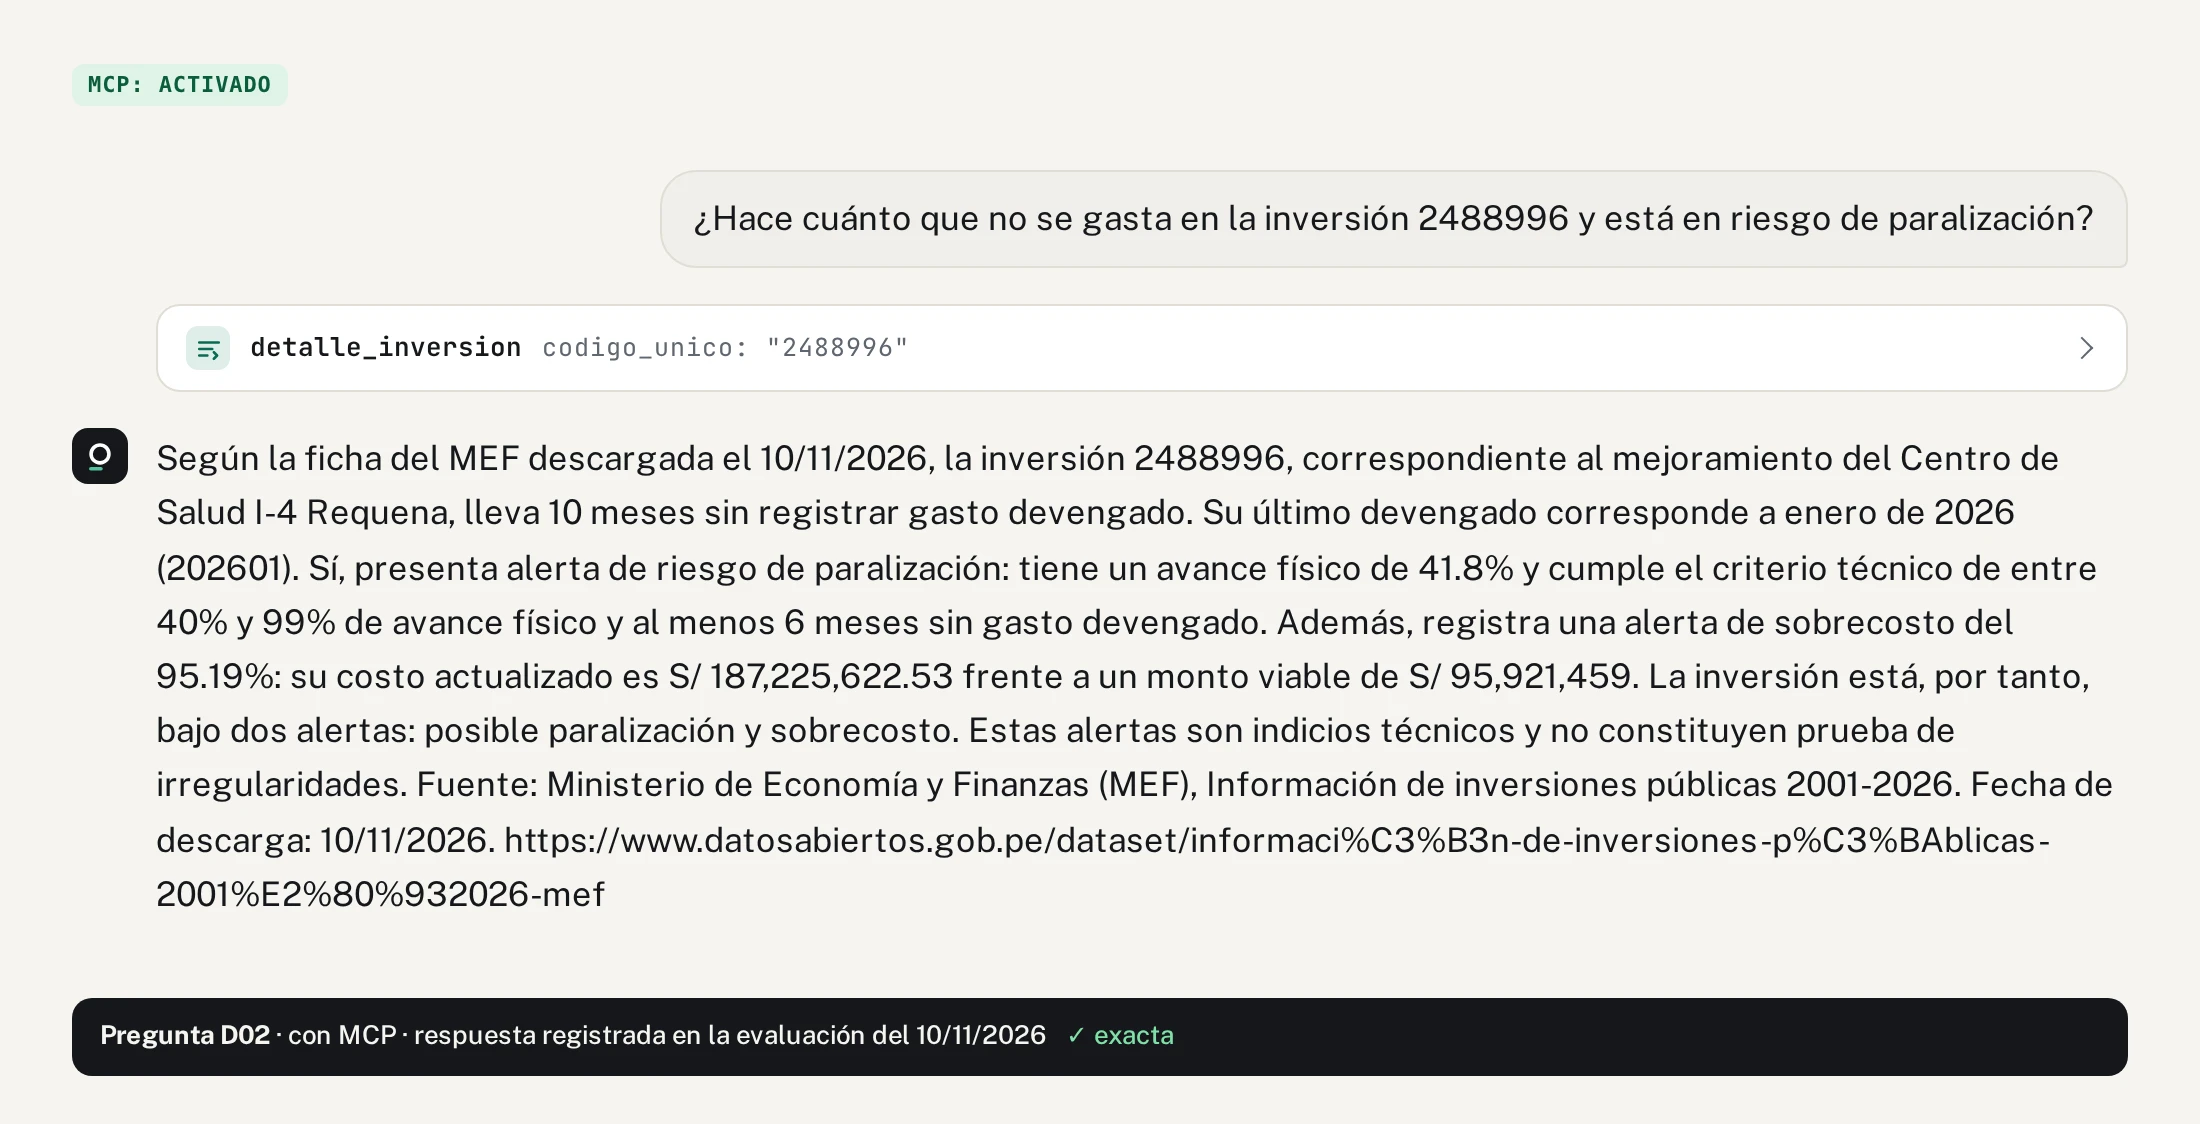 MCP: ACTIVADO
¿Hace cuánto que no se gasta en la inversión 2488996 y está en riesgo de paralización?
detalle_inversion codigo_unico: "2488996"
Según la ficha del MEF descargada el 10/11/2026, la inversión 2488996, correspondiente al mejoramiento del Centro de
Salud I-4 Requena, lleva 10 meses sin registrar gasto devengado. Su último devengado corresponde a enero de 2026
(202601). Sí, presenta alerta de riesgo de paralización: tiene un avance físico de 41.8% y cumple el criterio técnico de entre
40% y 99% de avance físico y al menos 6 meses sin gasto devengado. Además, registra una alerta de sobrecosto del
95.19%: su costo actualizado es S/ 187,225,622.53 frente a un monto viable de S/ 95,921,459. La inversión está, por tanto,
bajo dos alertas: posible paralización y sobrecosto. Estas alertas son indicios técnicos y no constituyen prueba de
irregularidades. Fuente: Ministerio de Economía y Finanzas (MEF), Información de inversiones públicas 2001-2026. Fecha de
descarga: 10/11/2026. https://www.datosabiertos.gob.pe/dataset/informaci%C3%B3n-de-inversiones-p%C3%BAblicas-
2001%E2%80%932026-mef
Pregunta D02 · con MCP · respuesta registrada en la evaluación del 10/11/2026 ✓ exacta